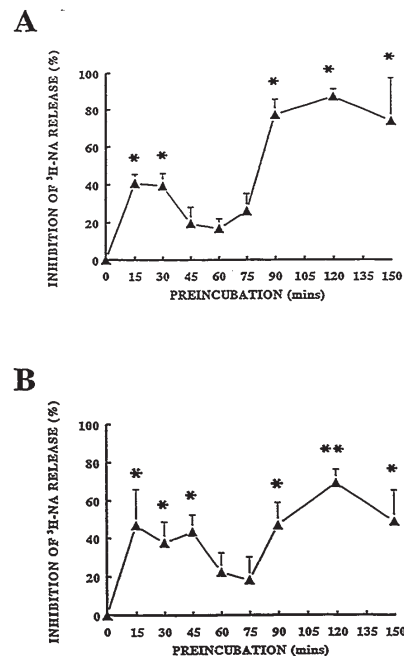 A
INHIBITION OF ³H-NA RELEASE (%)
100
80
60
40
20
0
* * * * *
0 15 30 45 60 75 90 105 120 135 150
PREINCUBATION (mins)
B
INHIBITION OF ³H-NA RELEASE (%)
100
80
60
40
20
0
* * * * ** *
0 15 30 45 60 75 90 105 120 135 150
PREINCUBATION (mins)